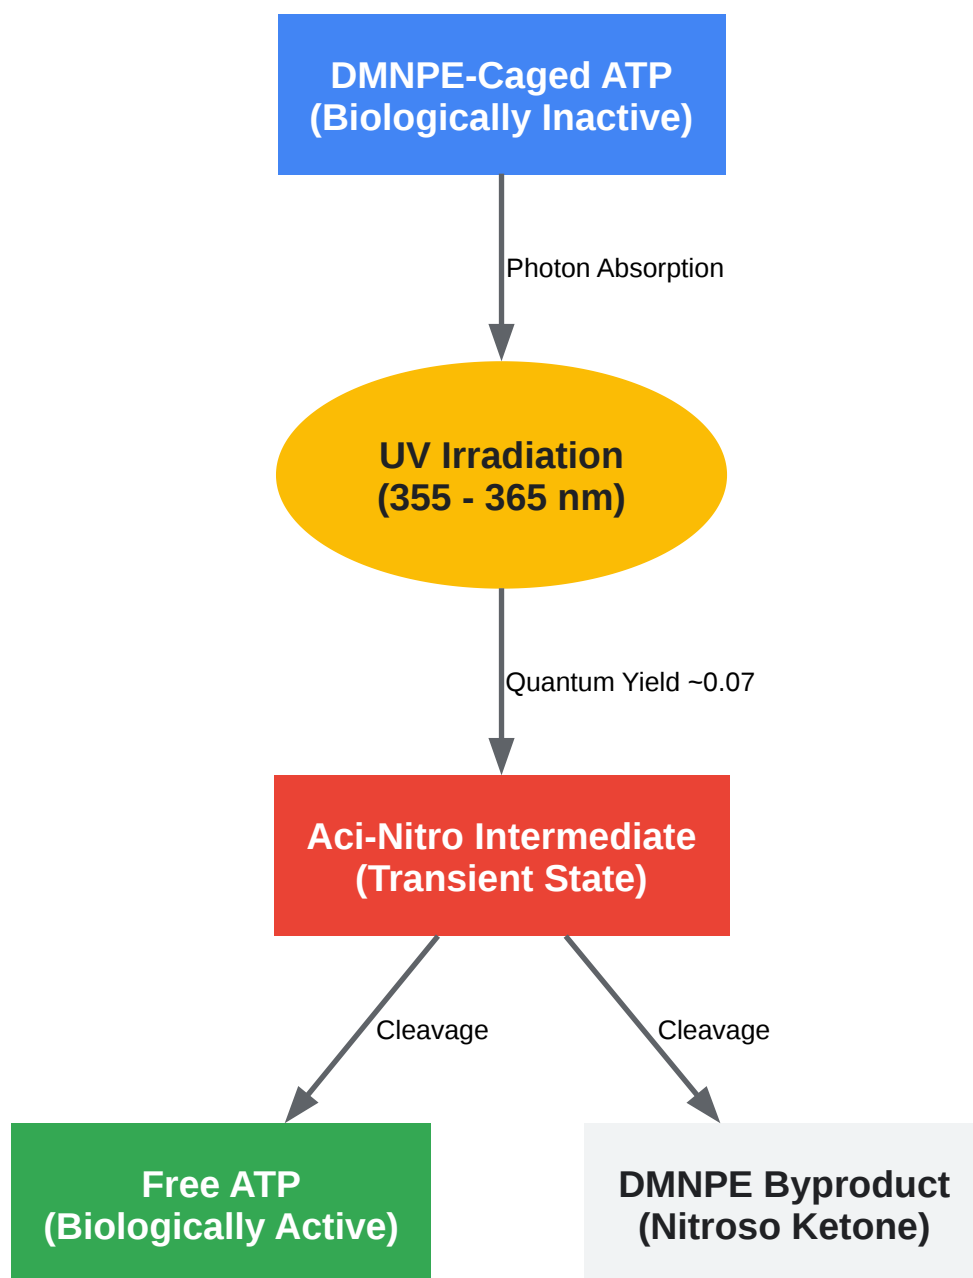 DMNPE-Caged ATP
(Biologically Inactive)
Photon Absorption
UV Irradiation
(355 - 365 nm)
Quantum Yield ~0.07
Aci-Nitro Intermediate
(Transient State)
Cleavage
Cleavage
Free ATP
(Biologically Active)
DMNPE Byproduct
(Nitroso Ketone)